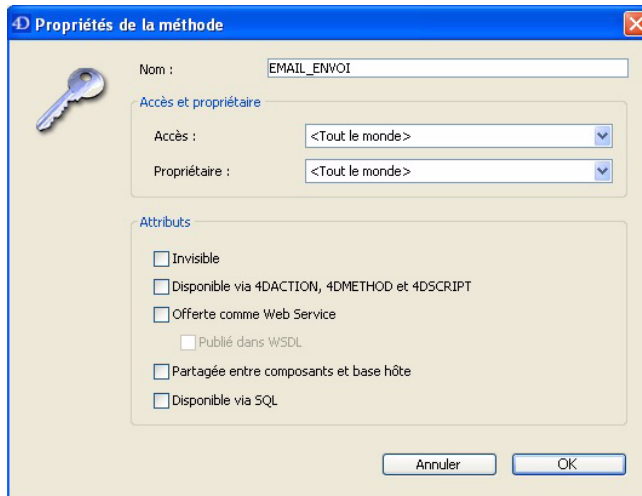 4D Propriétés de la méthode
Nom : EMAIL_ENVOI
Accès et propriétaire
Accès : <Tout le monde>
Propriétaire : <Tout le monde>
Attributs
Invisible
Disponible via 4DACTION, 4DMETHOD et 4DSCRIPT
Offerte comme Web Service
Publié dans WSDL
Partagée entre composants et base hôte
Disponible via SQL
Annuler OK